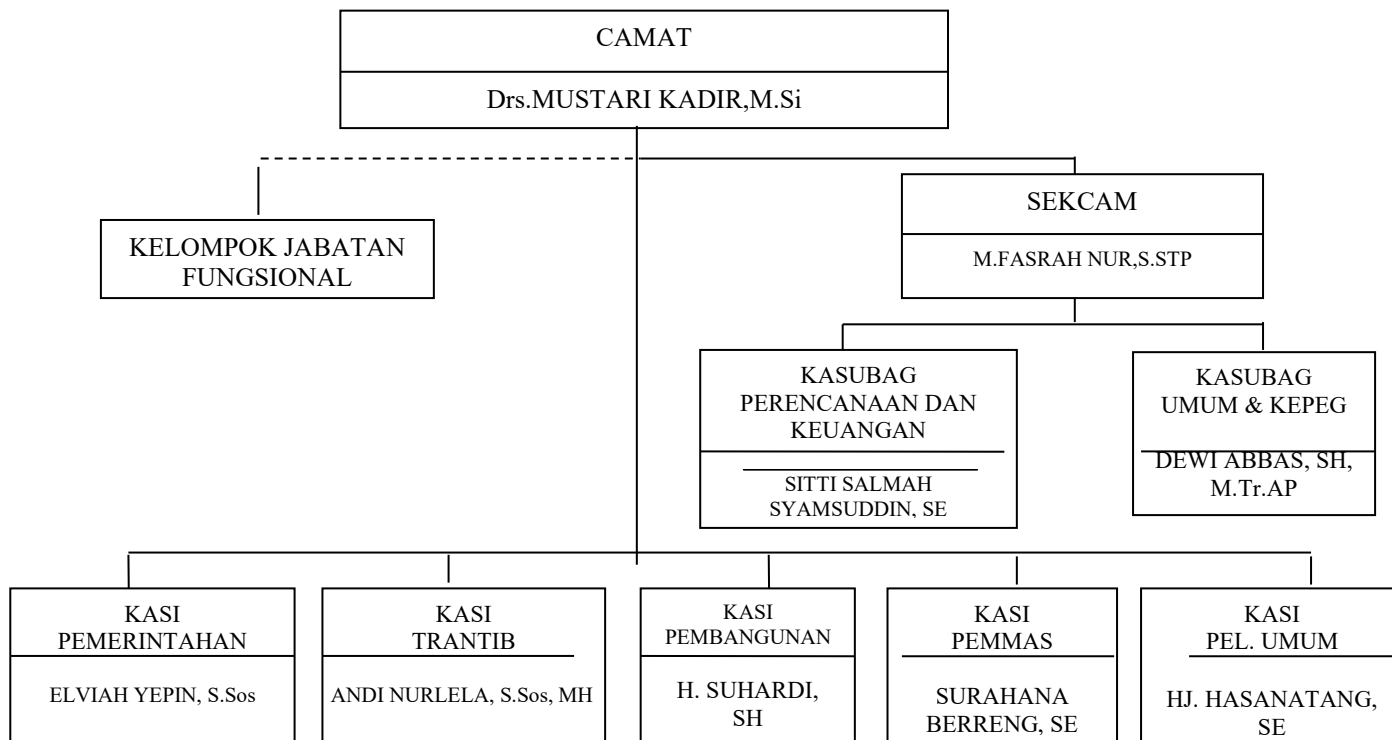 CAMAT
Drs.MUSTARI KADIR,M.Si
KELOMPOK JABATAN
FUNGSIONAL
SEKCAM
M.FASRAH NUR,S.STP
KASUBAG
PERENCANAAN DAN
KEUANGAN
SITTI SALMAH
SYAMSUDDIN, SE
KASUBAG
UMUM & KEPEG
DEWI ABBAS, SH,
M.Tr.AP
KASI
PEMERINTAHAN
ELVIAH YEPIN, S.Sos
KASI
TRANTIB
ANDI NURLELA, S.Sos, MH
KASI
PEMBANGUNAN
H. SUHARDI,
SH
KASI
PEMMAS
SURAHANA
BERRENG, SE
KASI
PEL. UMUM
HJ. HASANATANG,
SE